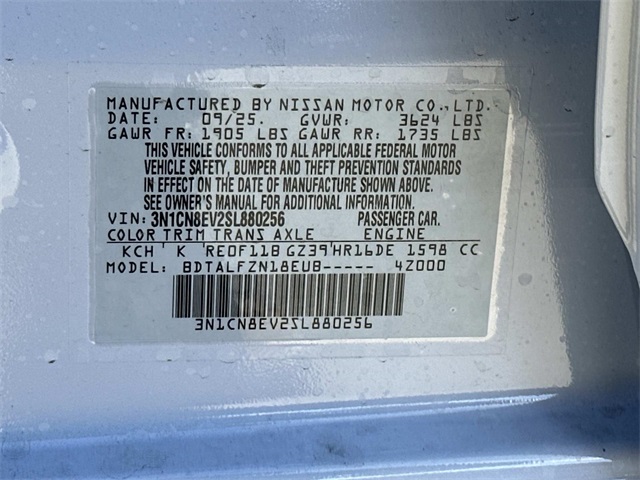 MANUFACTURED BY NISSAN MOTOR CO., LTD.
DATE: 09/25. GVWR: 3624 LBS
GAWR FR: 1905 LBS GAWR RR: 1735 LBS
THIS VEHICLE CONFORMS TO ALL APPLICABLE FEDERAL MOTOR
VEHICLE SAFETY, BUMPER AND THEFT PREVENTION STANDARDS
IN EFFECT ON THE DATE OF MANUFACTURE SHOWN ABOVE.
SEE OWNER'S MANUAL FOR ADDITIONAL INFORMATION.
VIN: 3N1CN8EV2SL880256 PASSENGER CAR.
COLOR TRIM TRANS AXLE ENGINE
KCH ' K 'RE0F11B GZ39'HR16DE 1598 CC
MODEL: BDTALFZN18EUB----- 4Z000
3N1CN8EV2SL880256